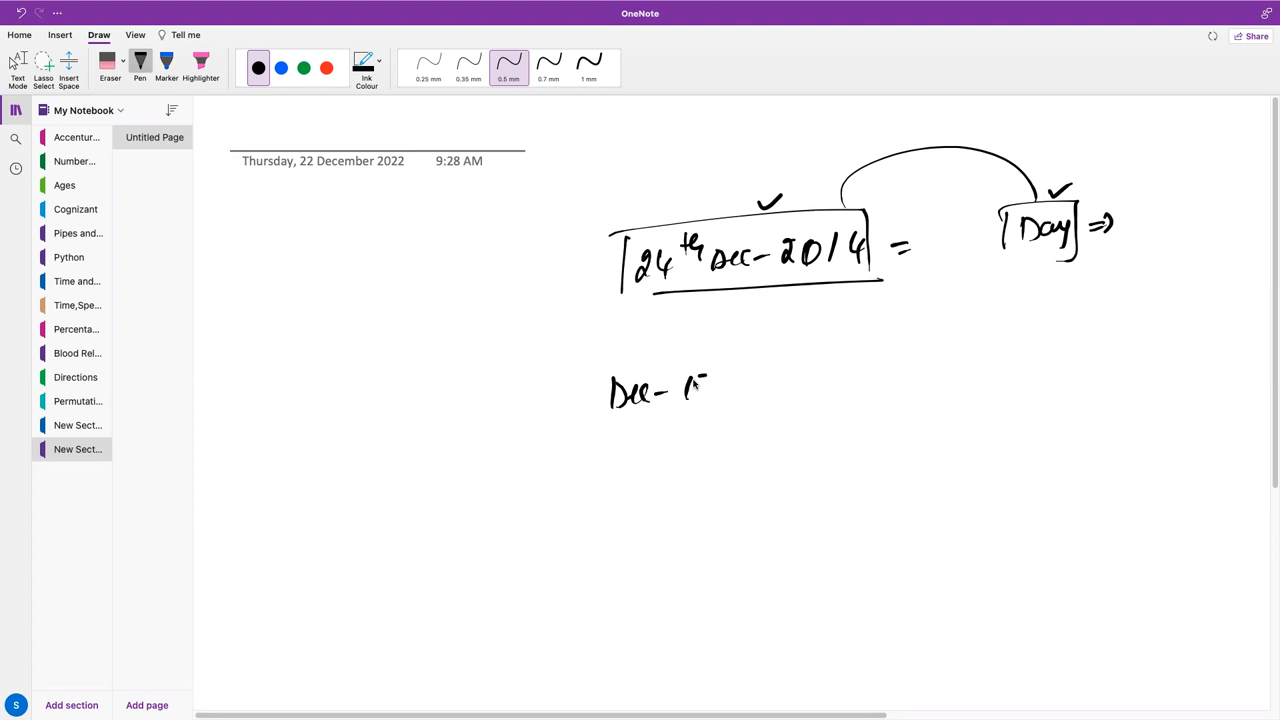 OneNote
Home Insert Draw View Tell me
Share
Text Mode
Lasso Select
Insert Space
Eraser
Pen
Marker
Highlighter
0.25 mm
0.35 mm
0.5 mm
0.7 mm
1 mm
Ink Colour
My Notebook
Untitled Page
Accentur...
Number...
Ages
Cognizant
Pipes and...
Python
Time and...
Time,Spe...
Percenta...
Blood Rel...
Directions
Permutati...
New Sect...
New Sect...
Thursday, 22 December 2022 9:28 AM
24th Dec - 2014 = Day ⇒
Dec -
S
Add section
Add page